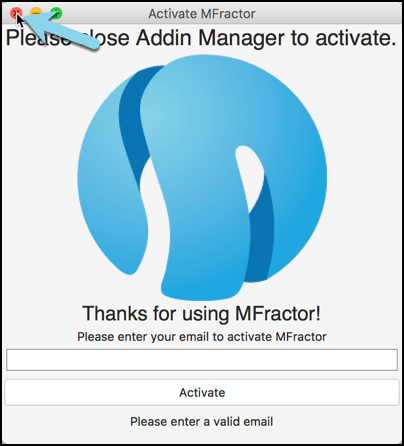 Activate MFractor
Please close Addin Manager to activate.
Thanks for using MFractor!
Please enter your email to activate MFractor
Activate
Please enter a valid email